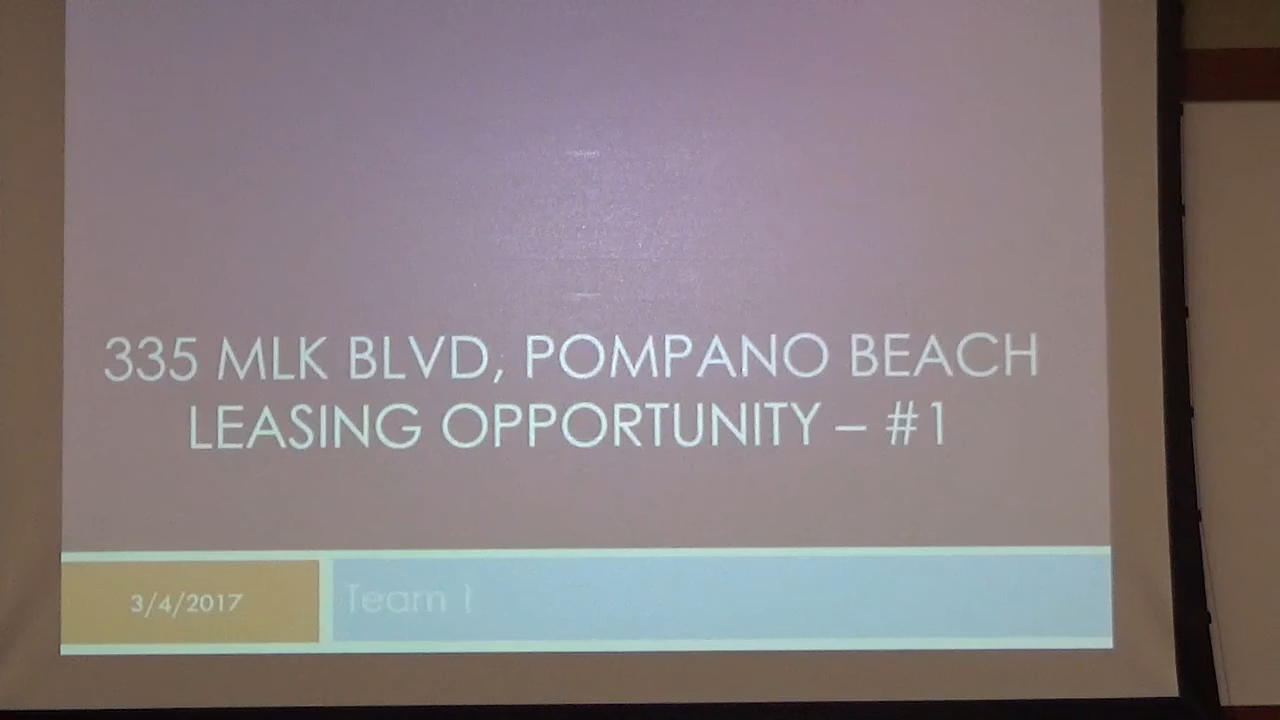 335 MLK BLVD, POMPANO BEACH
LEASING OPPORTUNITY – #1
3/4/2017
Team 1